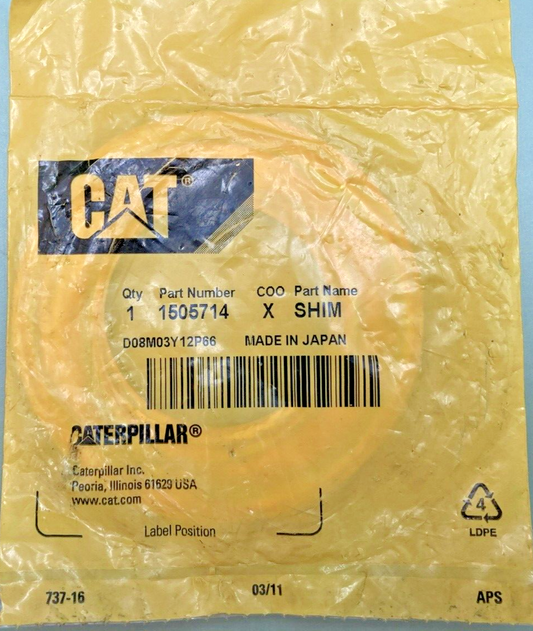 CAT®
Qty Part Number COO Part Name
1 1505714 X SHIM
D08M03Y12P66 MADE IN JAPAN
CATERPILLAR®
Caterpillar Inc.
Peoria, Illinois 61629 USA
www.cat.com
Label Position
4
LDPE
737-16 03/11 APS